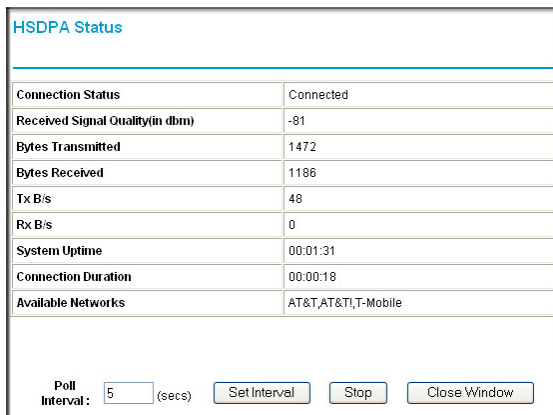 HSDPA Status
Connection Status Connected
Received Signal Quality(in dbm) -81
Bytes Transmitted 1472
Bytes Received 1186
Tx B/s 48
Rx B/s 0
System Uptime 00:01:31
Connection Duration 00:00:18
Available Networks AT&T,AT&T!,T-Mobile
Poll Interval : 5 (secs) Set Interval Stop Close Window